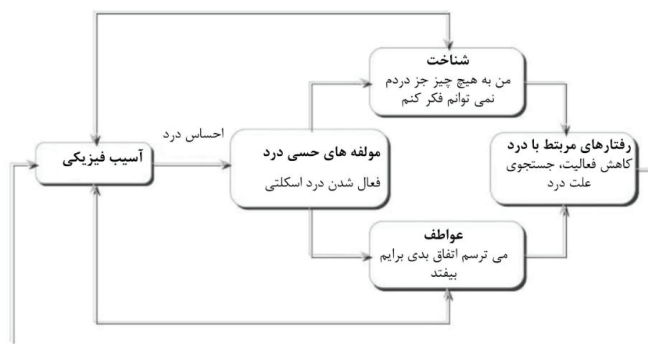 شناخت
من به هیچ چیز جز دردم
نمی توانم فکر کنم
احساس درد
آسیب فیزیکی
مولفه های حسی درد
فعال شدن درد اسکلتی
رفتارهای مربتط با درد
کاهش فعالیت، جستجوی
علت درد
عواطف
می ترسم اتفاق بدی برایم
بیفتد